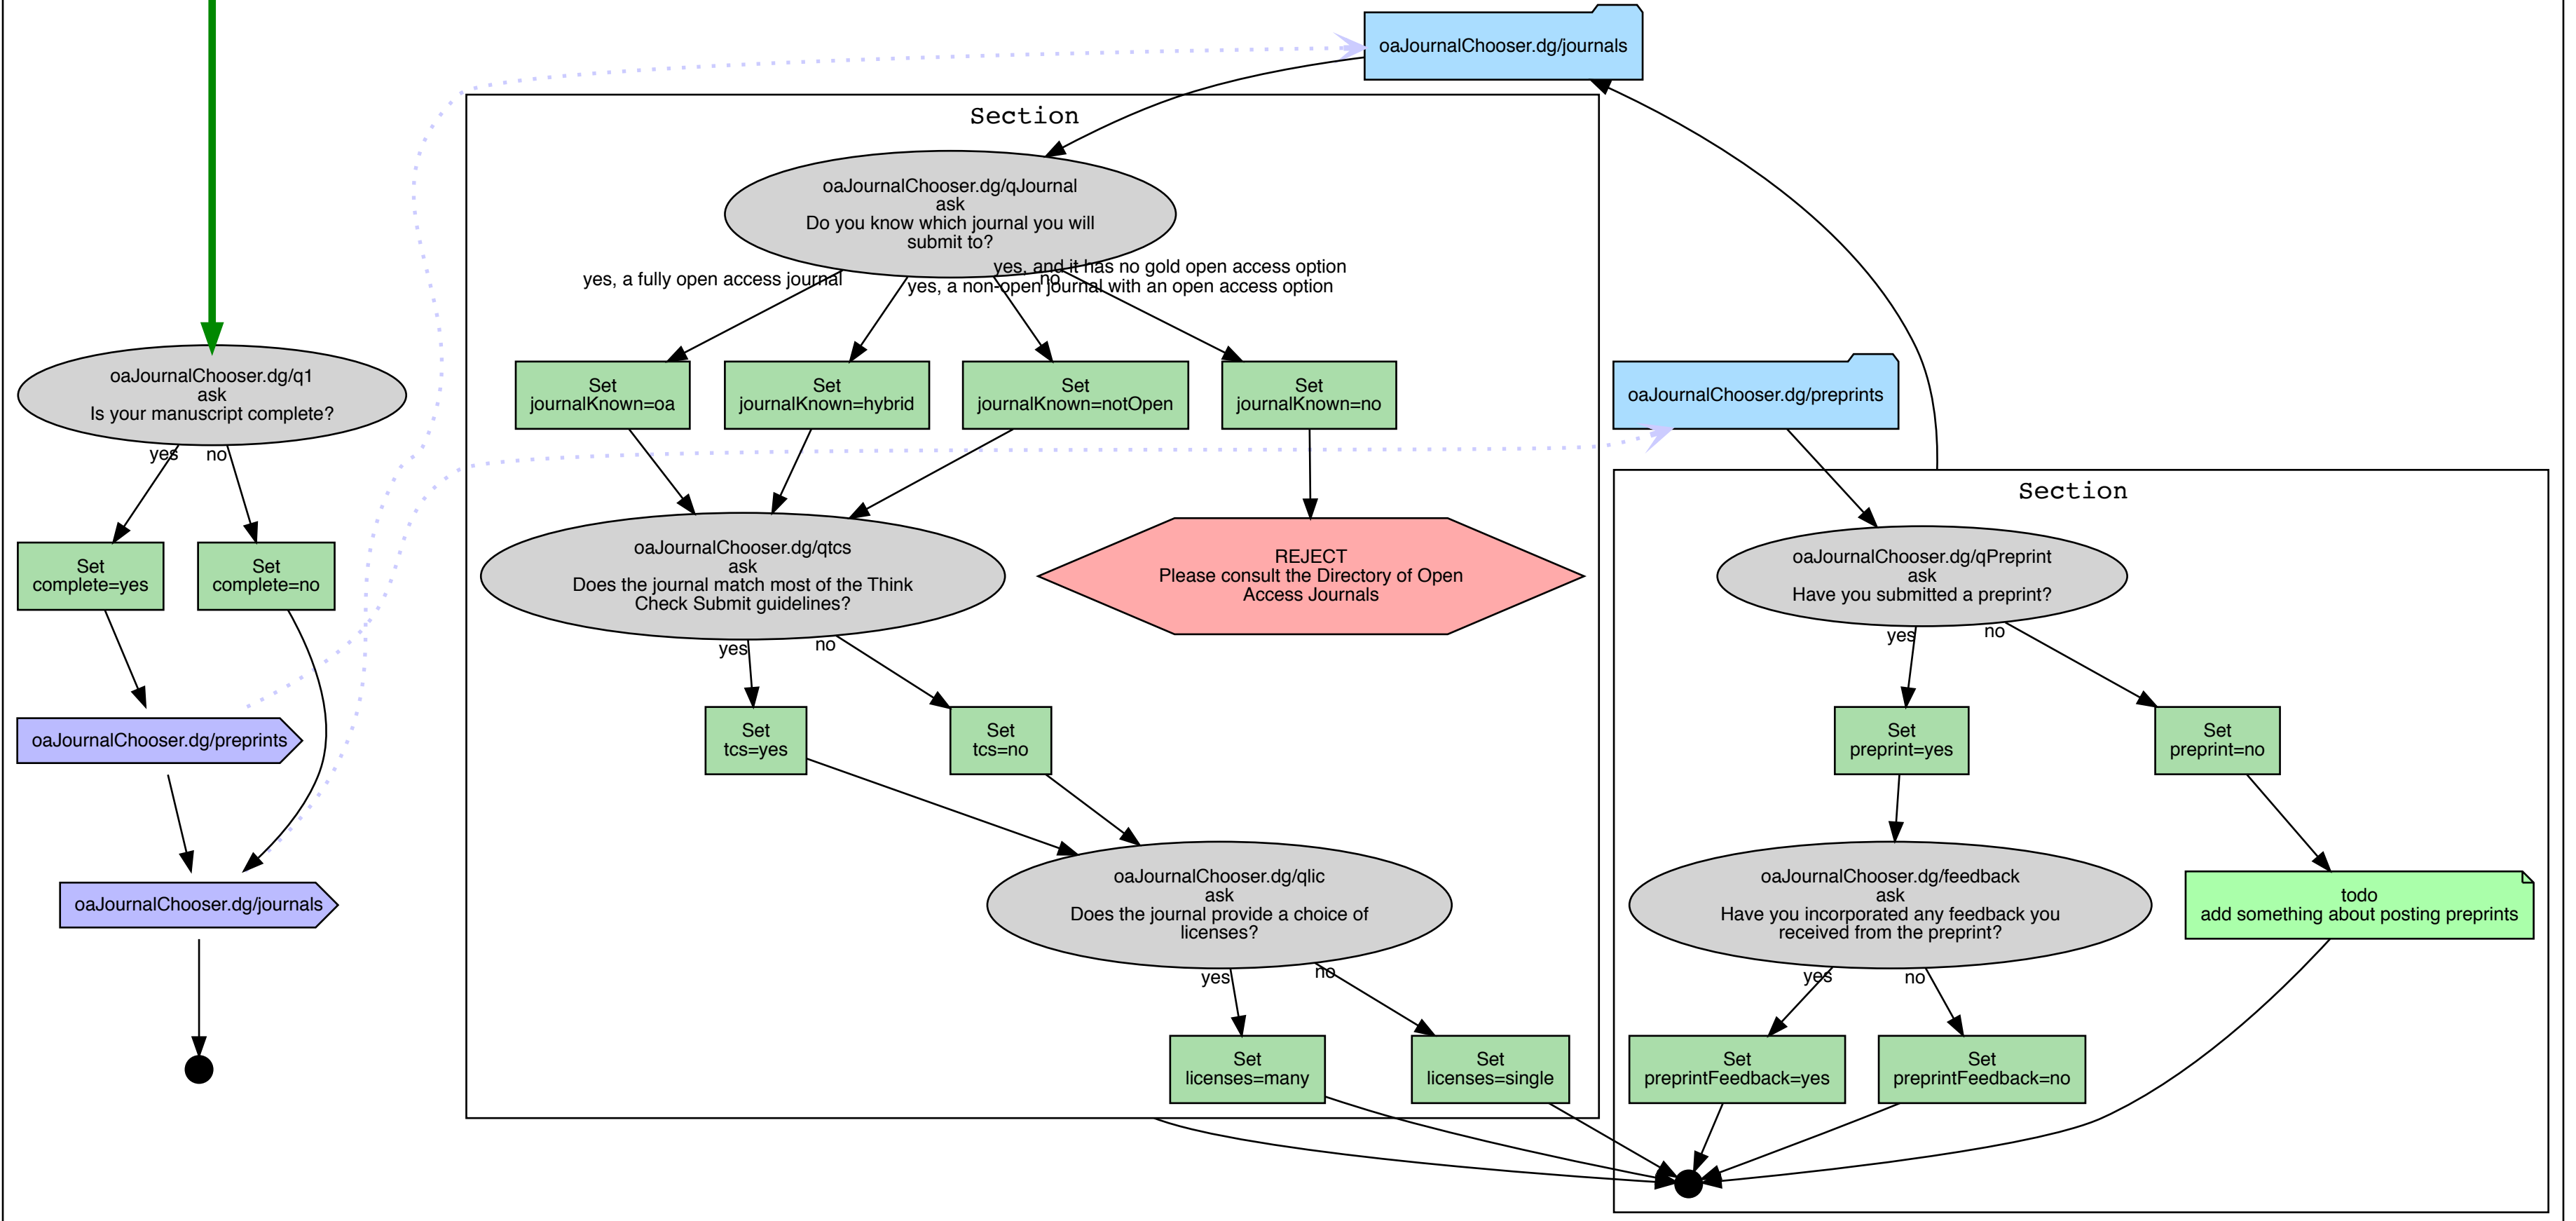 oaJournalChooser.dg/journals
Section
oaJournalChooser.dg/qJournal
ask
Do you know which journal you will
submit to?
yes, a fully open access journal
yes, and it has no gold open access option
no
yes, a non-open journal with an open access option
oaJournalChooser.dg/q1
ask
Is your manuscript complete?
yes
no
Set
journalKnown=oa
Set
journalKnown=hybrid
Set
journalKnown=notOpen
Set
journalKnown=no
oaJournalChooser.dg/preprints
Section
Set
complete=yes
Set
complete=no
oaJournalChooser.dg/qtcs
ask
Does the journal match most of the Think
Check Submit guidelines?
yes
no
REJECT
Please consult the Directory of Open
Access Journals
oaJournalChooser.dg/qPreprint
ask
Have you submitted a preprint?
yes
no
oaJournalChooser.dg/preprints
Set
tcs=yes
Set
tcs=no
Set
preprint=yes
Set
preprint=no
oaJournalChooser.dg/journals
oaJournalChooser.dg/qlic
ask
Does the journal provide a choice of
licenses?
yes
no
oaJournalChooser.dg/feedback
ask
Have you incorporated any feedback you
received from the preprint?
yes
no
todo
add something about posting preprints
Set
licenses=many
Set
licenses=single
Set
preprintFeedback=yes
Set
preprintFeedback=no